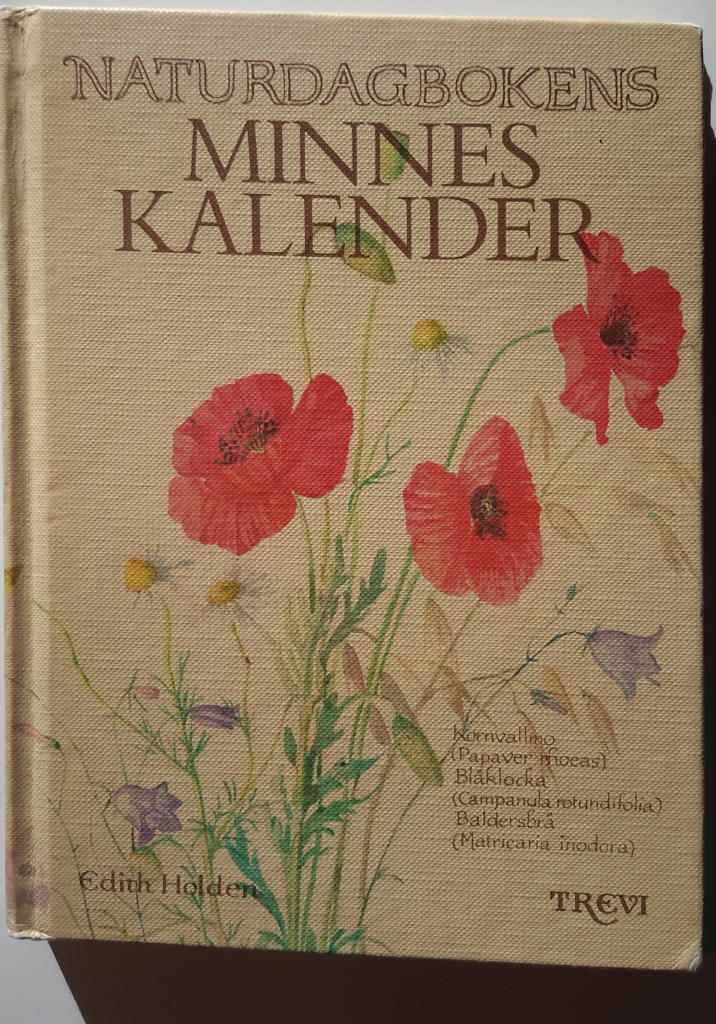 NATURDAGBOKENS
MINNES
KALENDER
Kornvallmo
(Papaver rhoeas)
Blåklocka
(Campanula rotundifolia)
Baldersbrå
(Matricaria inodora)
Edith Holden
TREVI